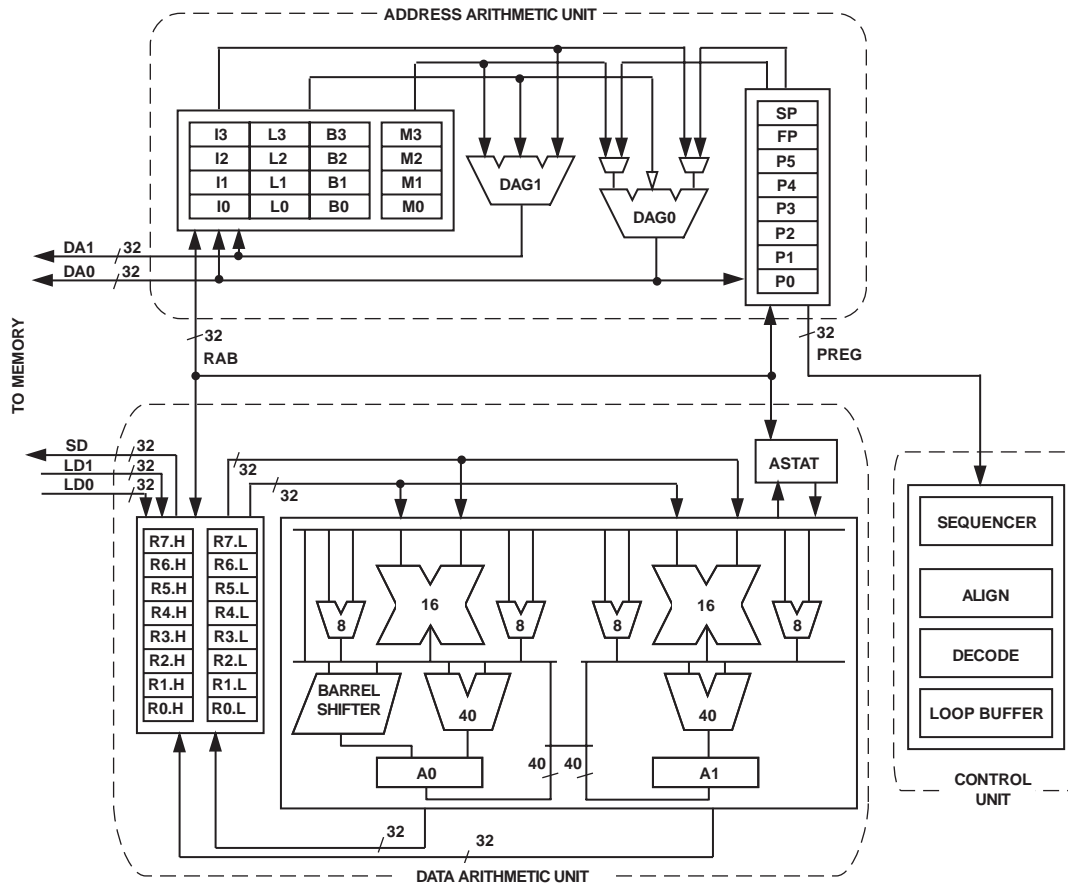 ADDRESS ARITHMETIC UNIT
I3 L3 B3 M3
I2 L2 B2 M2
I1 L1 B1 M1
I0 L0 B0 M0
DAG1
DAG0
SP
FP
P5
P4
P3
P2
P1
P0
DA1 32
DA0 32
32
RAB
32
PREG
TO MEMORY
SD 32
LD1 32
LD0 32
32
32
ASTAT
R7.H R7.L
R6.H R6.L
R5.H R5.L
R4.H R4.L
R3.H R3.L
R2.H R2.L
R1.H R1.L
R0.H R0.L
16
8
8
16
8
8
BARREL
SHIFTER
40
40
A0
40
40
A1
32
32
DATA ARITHMETIC UNIT
SEQUENCER
ALIGN
DECODE
LOOP BUFFER
CONTROL
UNIT